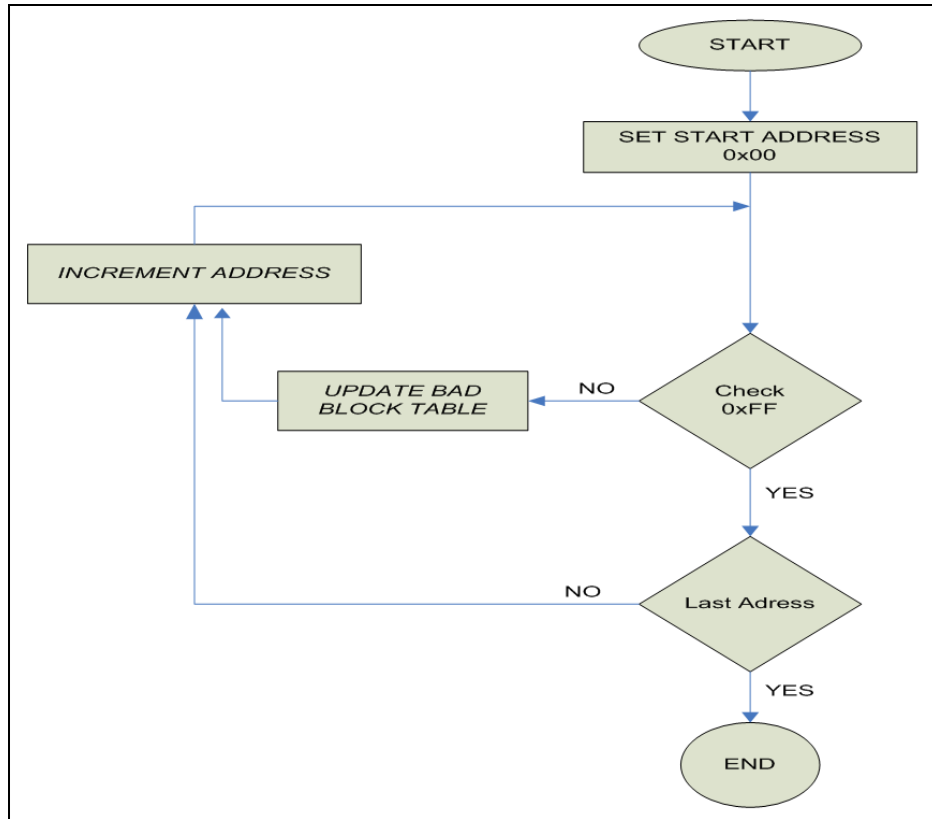 START
SET START ADDRESS
0x00
INCREMENT ADDRESS
UPDATE BAD
BLOCK TABLE
NO
Check
0xFF
YES
NO
Last Adress
YES
END